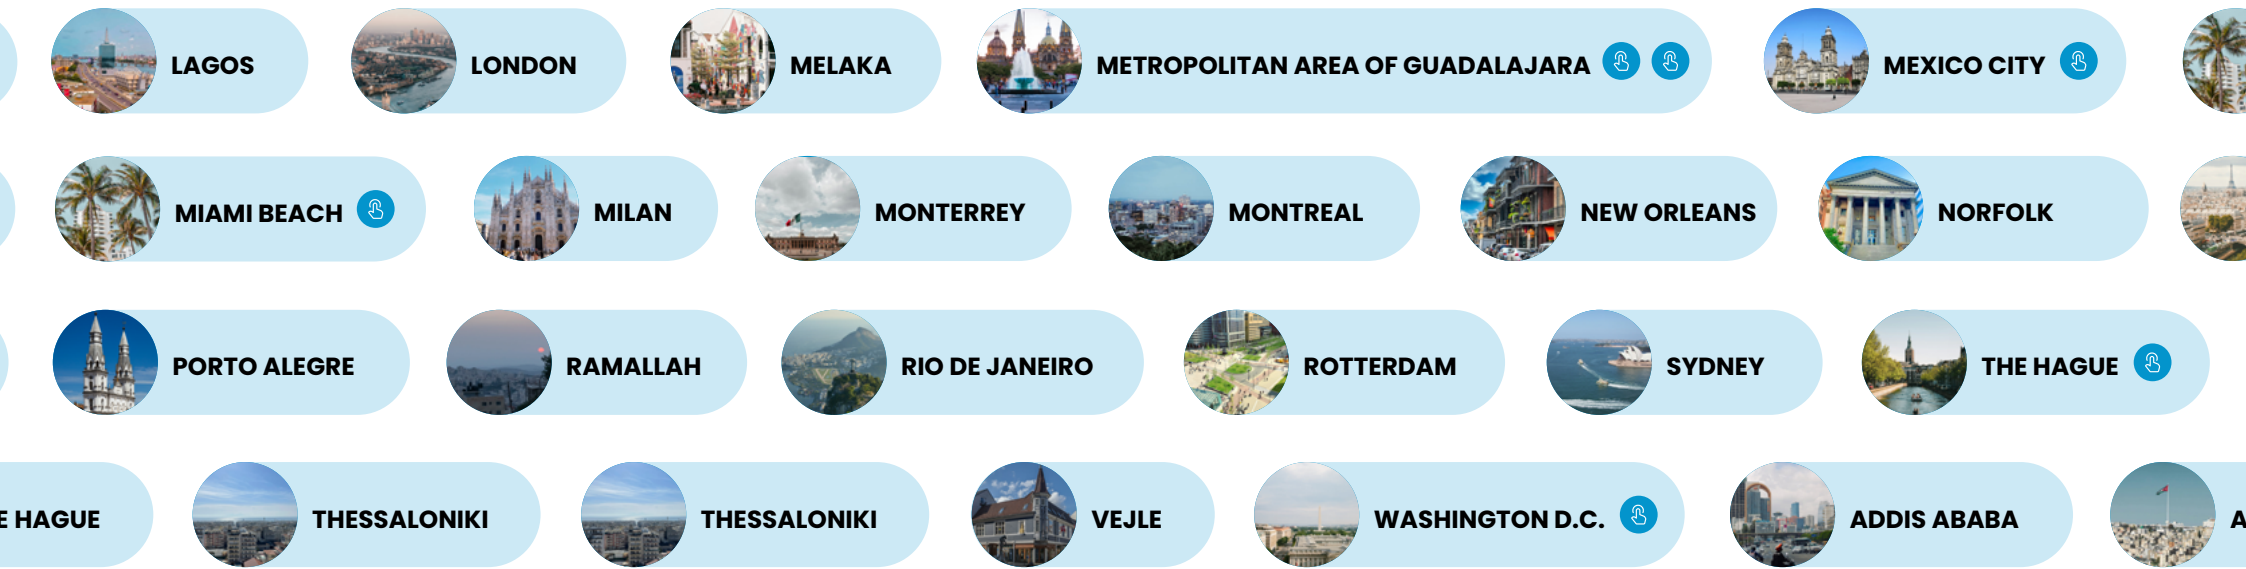 LAGOS LONDON MELAKA METROPOLITAN AREA OF GUADALAJARA MEXICO CITY
MIAMI BEACH MILAN MONTERREY MONTREAL NEW ORLEANS NORFOLK
PORTO ALEGRE RAMALLAH RIO DE JANEIRO ROTTERDAM SYDNEY THE HAGUE
E HAGUE THESSALONIKI THESSALONIKI VEJLE WASHINGTON D.C. ADDIS ABABA A